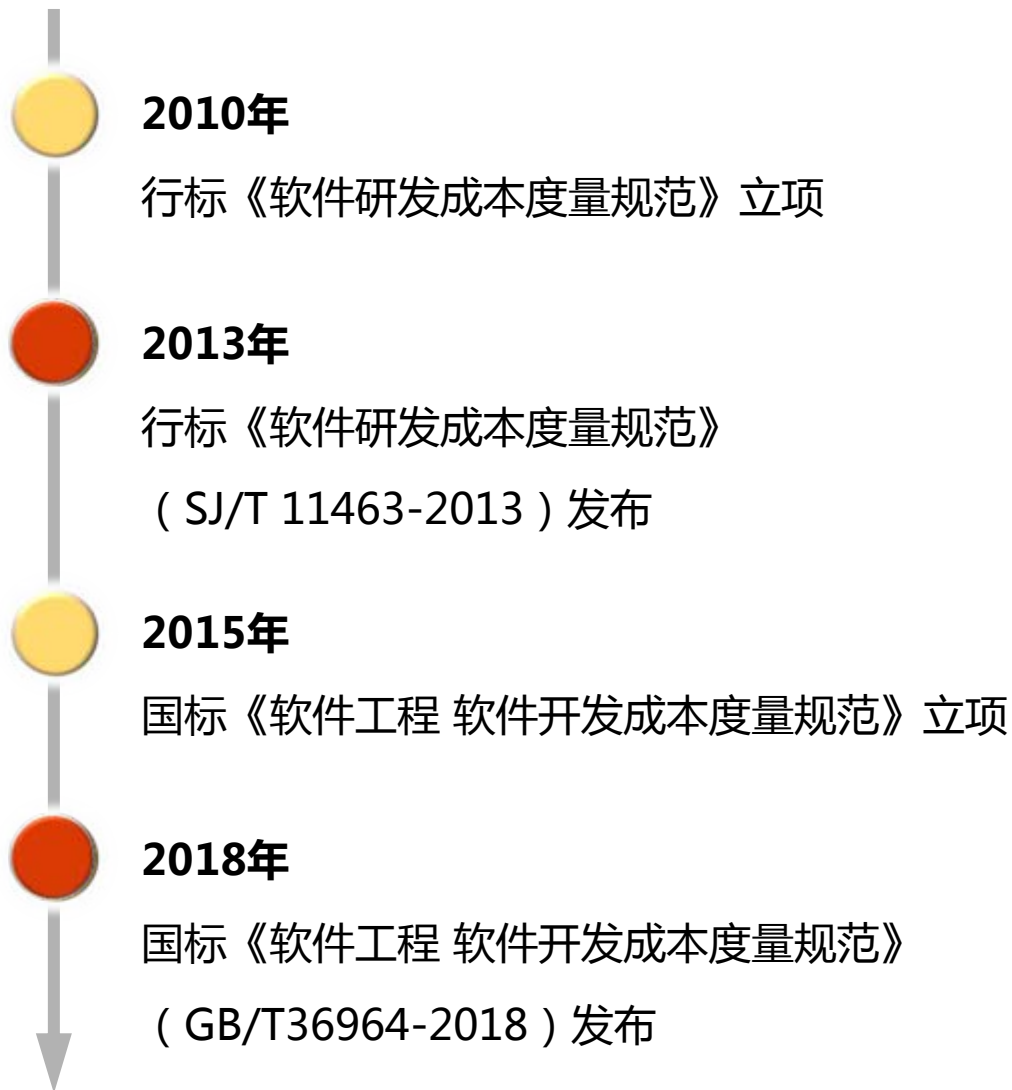 2010年
行标《软件研发成本度量规范》立项
2013年
行标《软件研发成本度量规范》
（SJ/T 11463-2013）发布
2015年
国标《软件工程 软件开发成本度量规范》立项
2018年
国标《软件工程 软件开发成本度量规范》
（GB/T36964-2018）发布